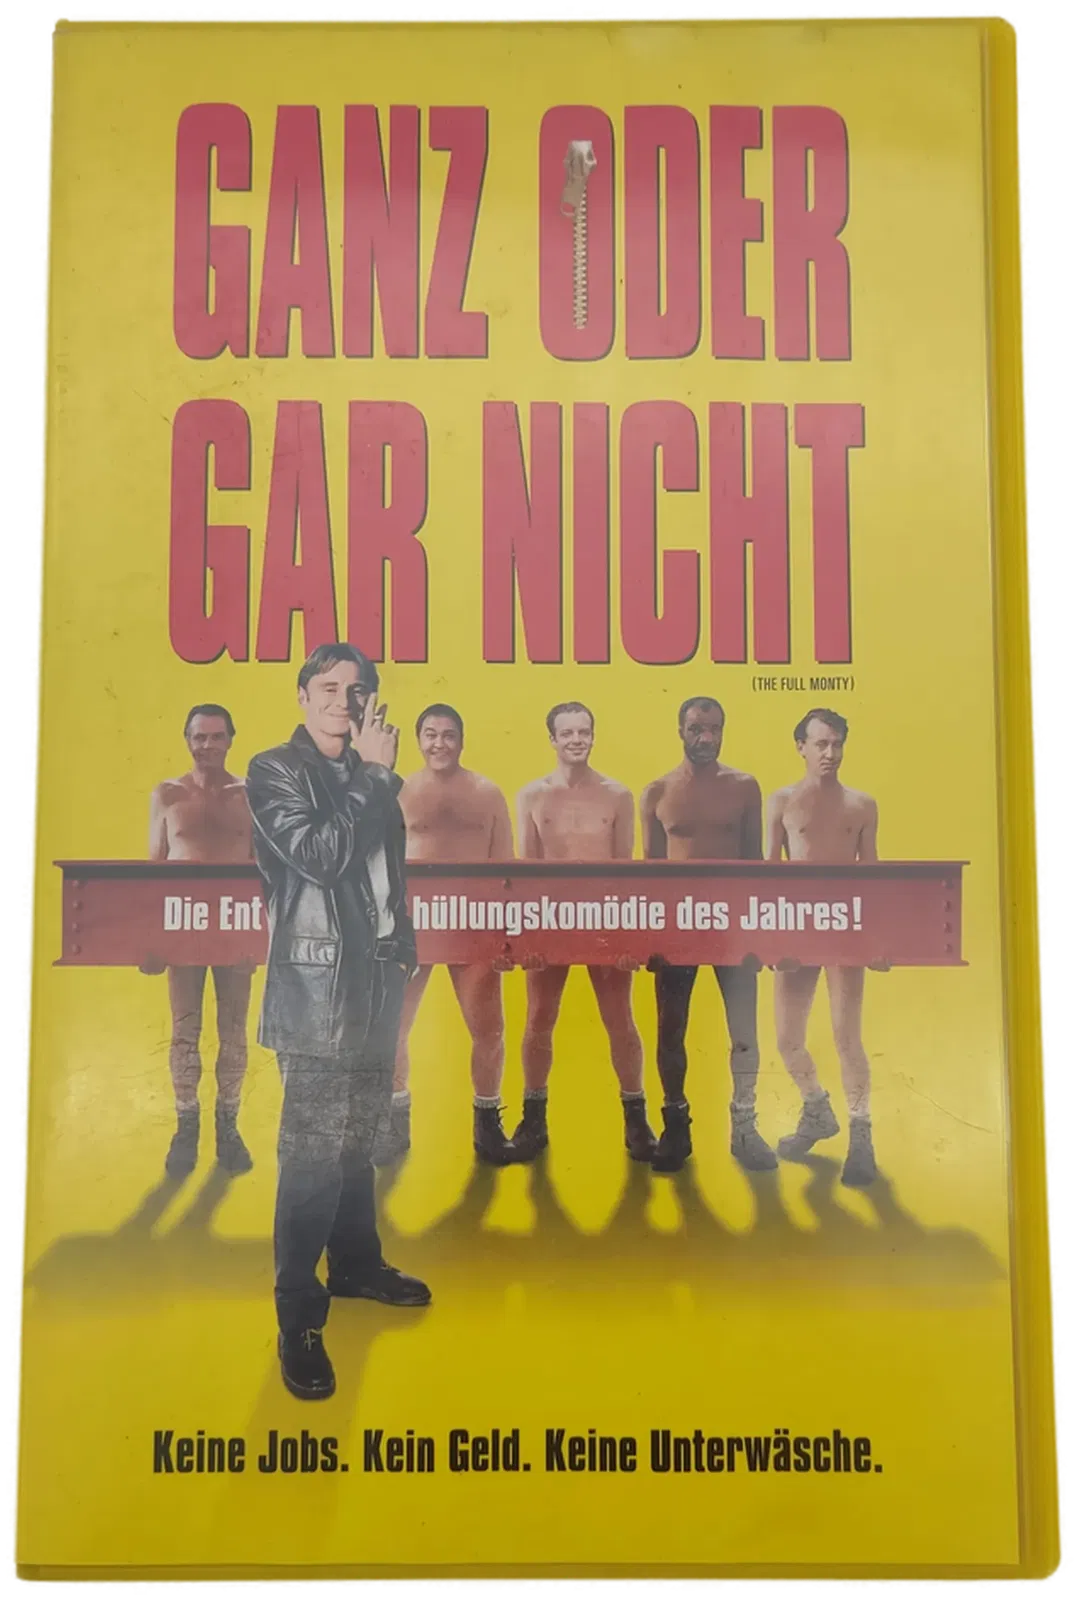 GANZ ODER
GAR NICHT
(THE FULL MONTY)
Die Ent hüllungskomödie des Jahres!
Keine Jobs. Kein Geld. Keine Unterwäsche.